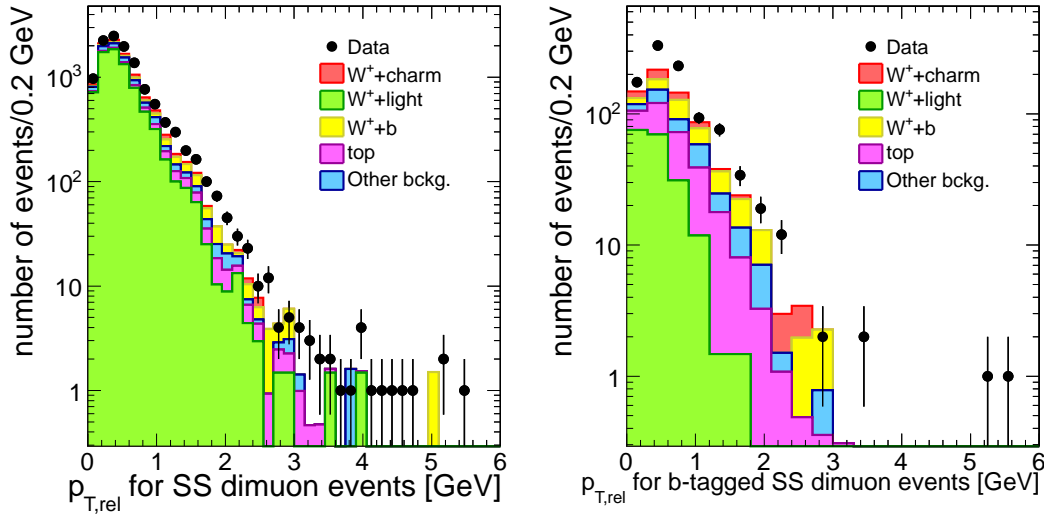 number of events/0.2 GeV
10³
10²
10
1
Data
W⁺+charm
W⁺+light
W⁺+b
top
Other bckg.
0 1 2 3 4 5 6
p_T,rel for SS dimuon events [GeV]
number of events/0.2 GeV
10²
10
1
Data
W⁺+charm
W⁺+light
W⁺+b
top
Other bckg.
0 1 2 3 4 5 6
p_T,rel for b-tagged SS dimuon events [GeV]